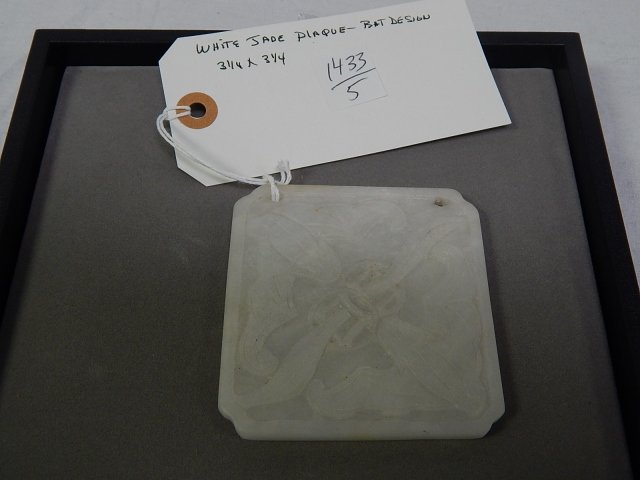 WHITE JADE PLAQUE - BAT DESIGN
3 1/4 x 3 1/4
1433
5